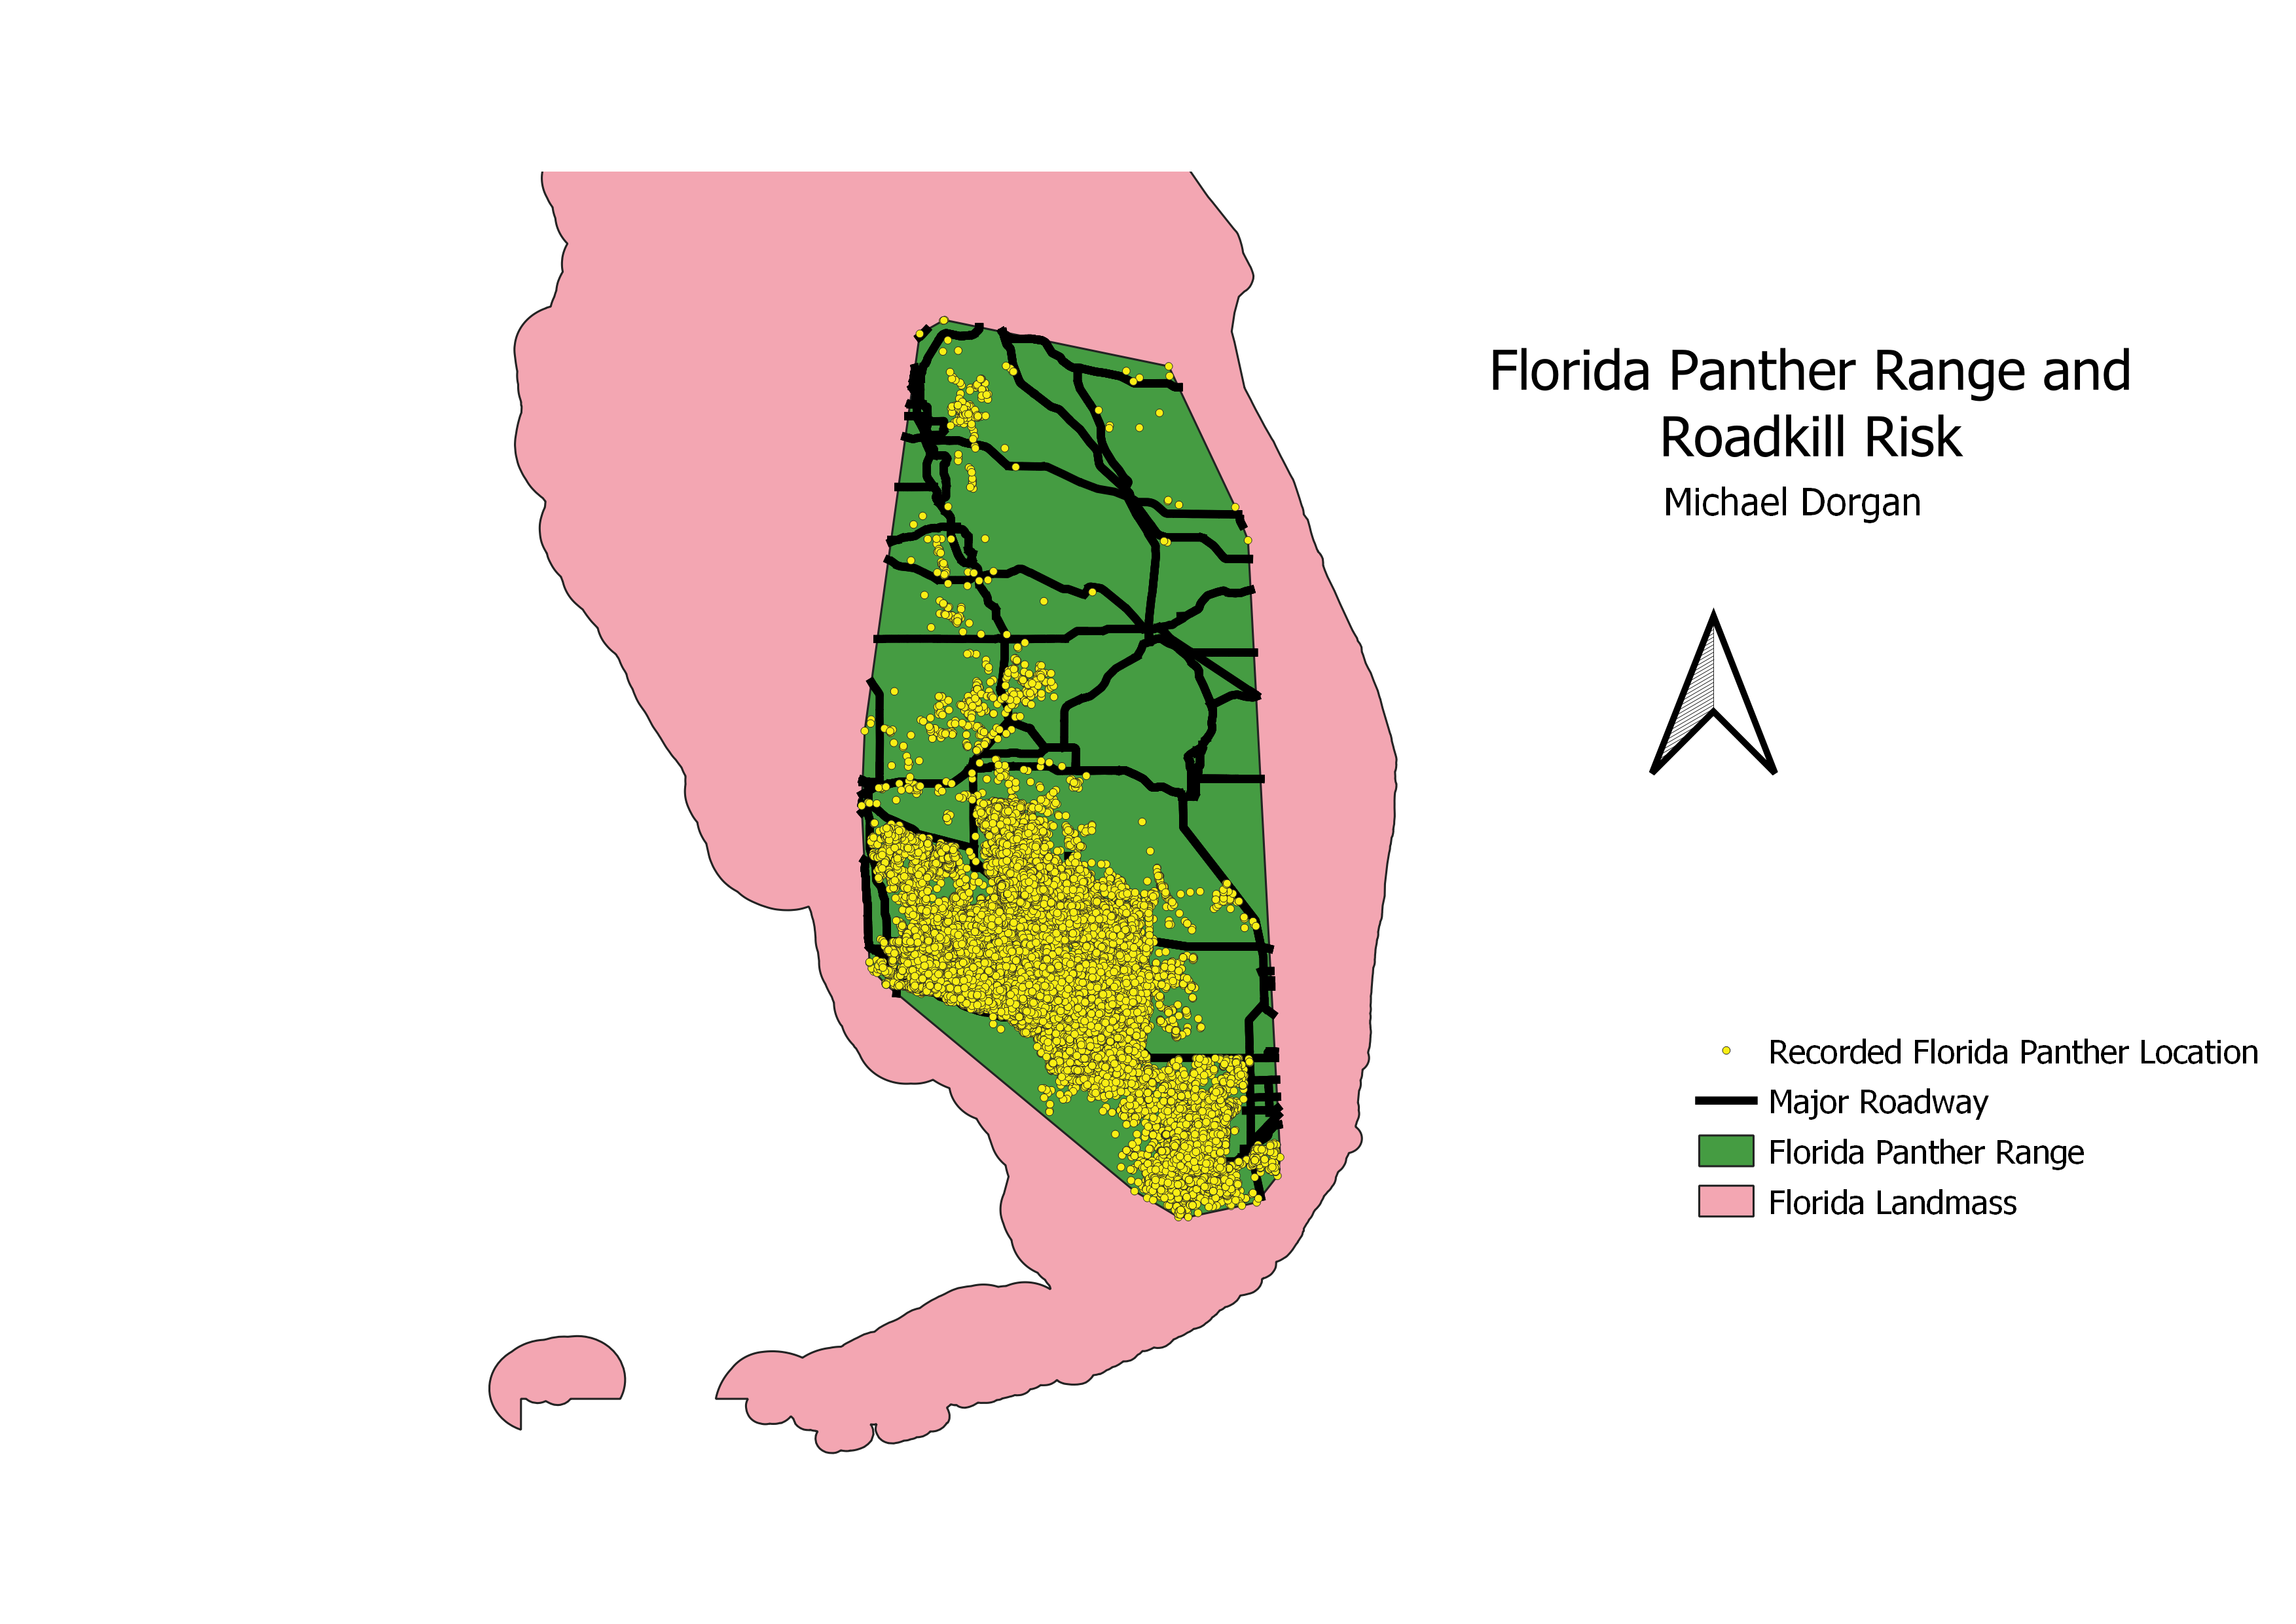 Florida Panther Range and
Roadkill Risk
Michael Dorgan
Recorded Florida Panther Location
Major Roadway
Florida Panther Range
Florida Landmass